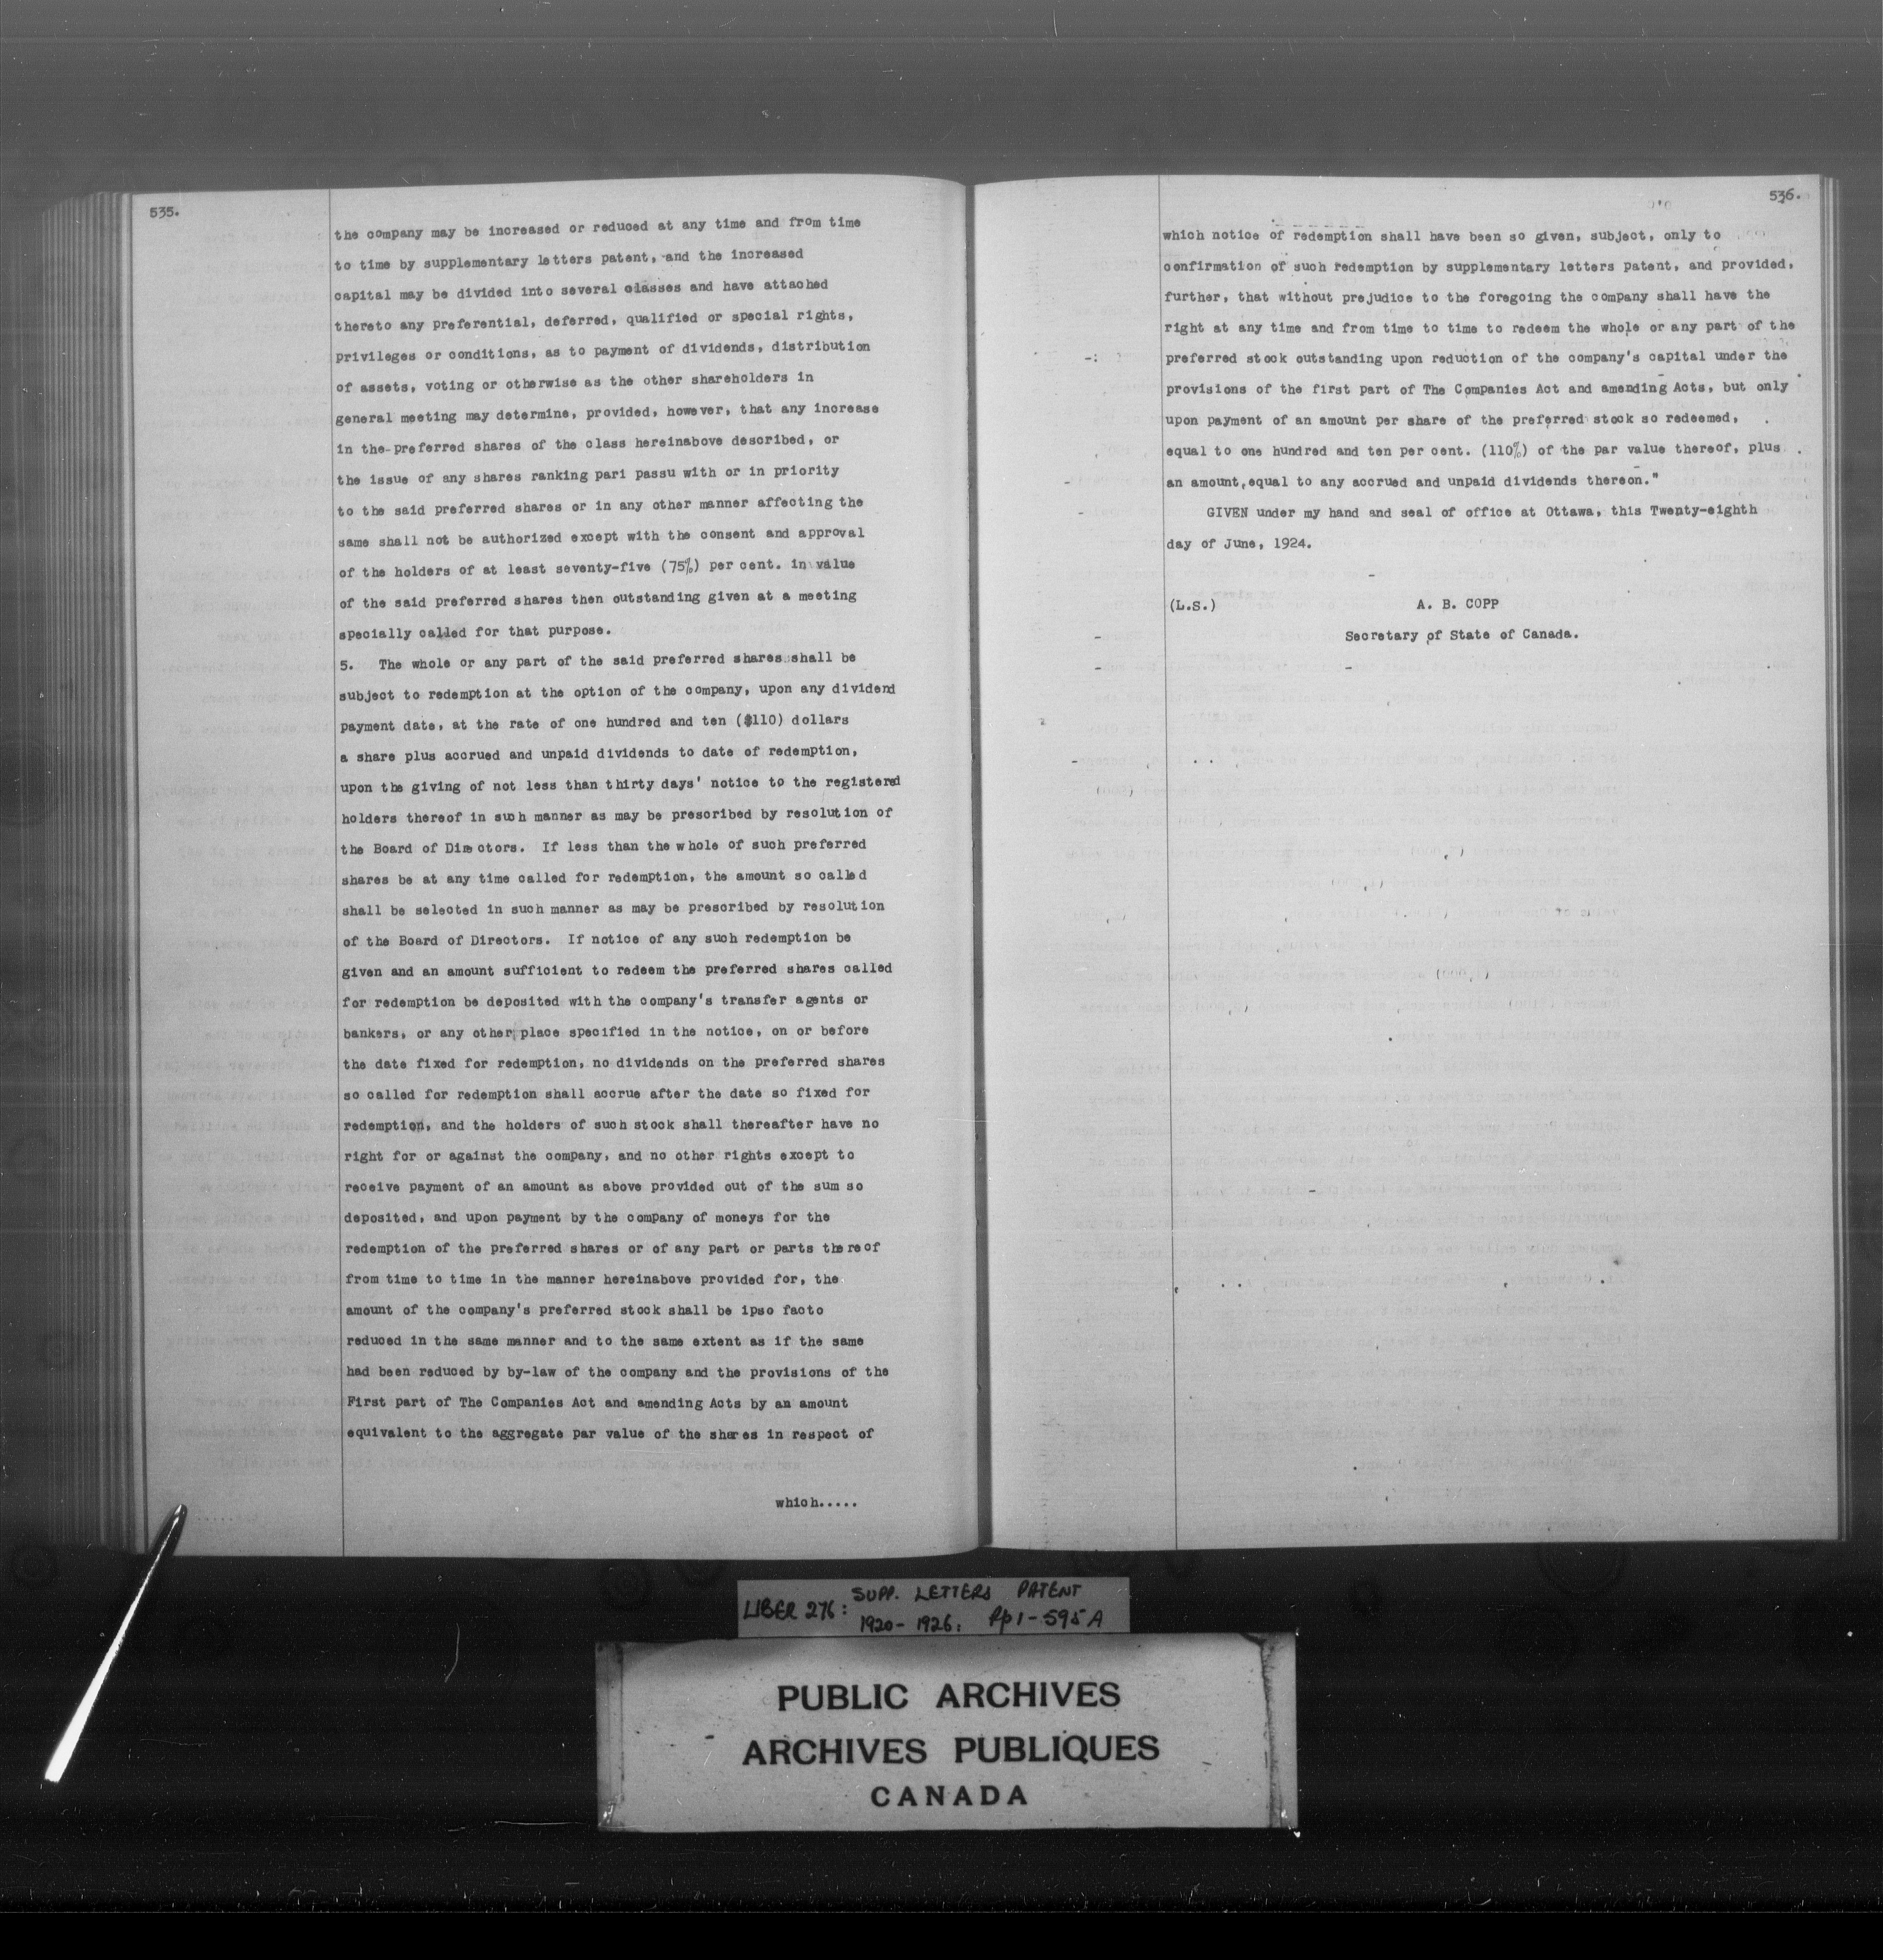 535.
the company may be increased or reduced at any time and from time
to time by supplementary letters patent, and the increased
capital may be divided into several classes and have attached
thereto any preferential, deferred, qualified or special rights,
privileges or conditions, as to payment of dividends, distribution
of assets, voting or otherwise as the other shareholders in
general meeting may determine, provided, however, that any increase
in the preferred shares of the class hereinabove described, or
the issue of any shares ranking pari passu with or in priority
to the said preferred shares or in any other manner affecting the
same shall not be authorized except with the consent and approval
of the holders of at least seventy-five (75%) per cent. in value
of the said preferred shares then outstanding given at a meeting
specially called for that purpose.
5. The whole or any part of the said preferred shares shall be
subject to redemption at the option of the company, upon any dividend
payment date, at the rate of one hundred and ten ($110) dollars
a share plus accrued and unpaid dividends to date of redemption,
upon the giving of not less than thirty days' notice to the registered
holders thereof in such manner as may be prescribed by resolution of
the Board of Directors. If less than the whole of such preferred
shares be at any time called for redemption, the amount so called
shall be selected in such manner as may be prescribed by resolution
of the Board of Directors. If notice of any such redemption be
given and an amount sufficient to redeem the preferred shares called
for redemption be deposited with the company's transfer agents or
bankers, or any other place specified in the notice, on or before
the date fixed for redemption, no dividends on the preferred shares
so called for redemption shall accrue after the date so fixed for
redemption, and the holders of such stock shall thereafter have no
right for or against the company, and no other rights except to
receive payment of an amount as above provided out of the sum so
deposited, and upon payment by the company of moneys for the
redemption of the preferred shares or of any part or parts thereof
from time to time in the manner hereinabove provided for, the
amount of the company's preferred stock shall be ipso facto
reduced in the same manner and to the same extent as if the same
had been reduced by by-law of the company and the provisions of the
First part of The Companies Act and amending Acts by an amount
equivalent to the aggregate par value of the shares in respect of
which.....
536.
which notice of redemption shall have been so given, subject, only to
confirmation of such redemption by supplementary letters patent, and provided,
further, that without prejudice to the foregoing the company shall have the
right at any time and from time to time to redeem the whole or any part of the
preferred stock outstanding upon reduction of the company's capital under the
provisions of the first part of The Companies Act and amending Acts, but only
upon payment of an amount per share of the preferred stock so redeemed,
equal to one hundred and ten per cent. (110%) of the par value thereof, plus
an amount, equal to any accrued and unpaid dividends thereon."
GIVEN under my hand and seal of office at Ottawa, this Twenty-eighth
day of June, 1924.
(L.S.) A. B. COPP
Secretary of State of Canada.
LIBER 276: SUPP. LETTERS PATENT
1920-1926. Pp 1-595A
PUBLIC ARCHIVES
ARCHIVES PUBLIQUES
CANADA